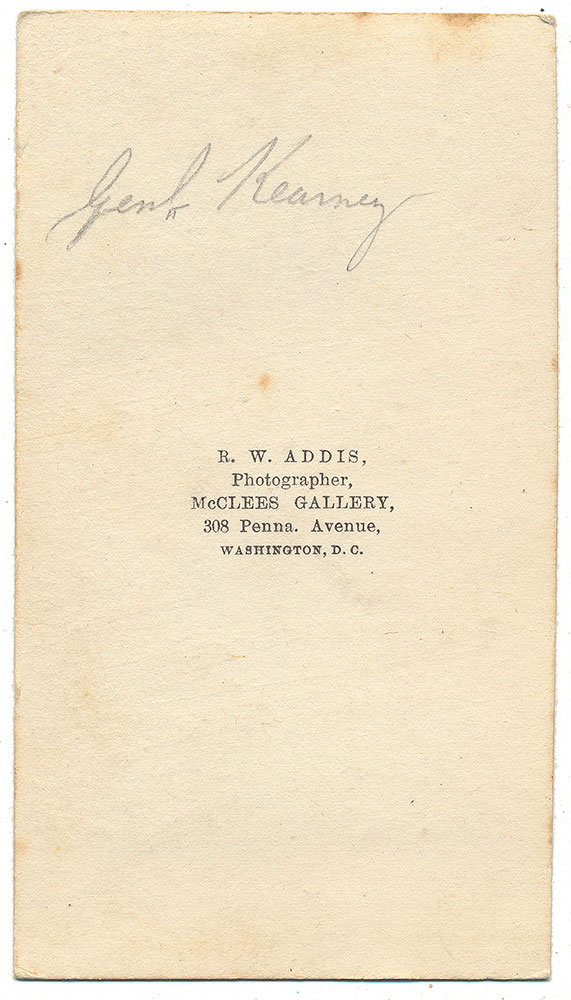 Genl Kearney
R. W. ADDIS,
Photographer,
McCLEES GALLERY,
308 Penna. Avenue,
WASHINGTON, D. C.